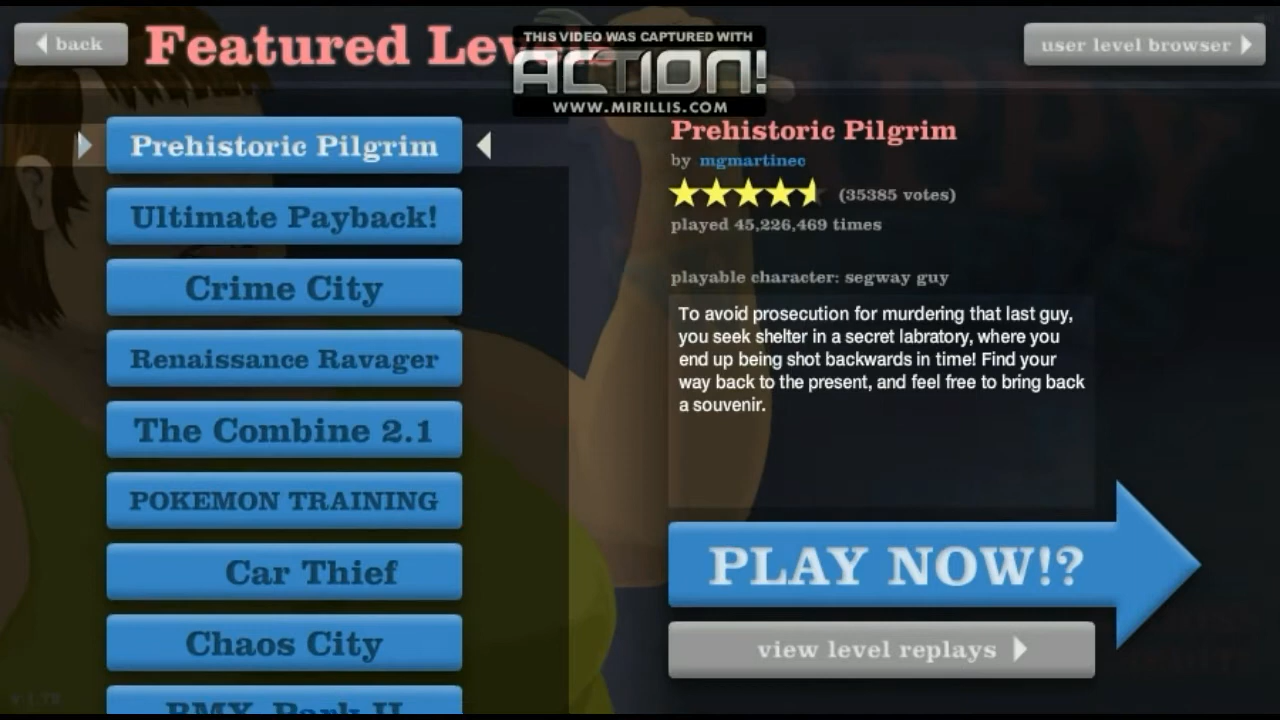 back
Featured Levels
THIS VIDEO WAS CAPTURED WITH
ACTION!
WWW.MIRILLIS.COM
user level browser
Prehistoric Pilgrim
Ultimate Payback!
Crime City
Renaissance Ravager
The Combine 2.1
POKEMON TRAINING
Car Thief
Chaos City
BMX Park II
Prehistoric Pilgrim
by mgmartinec
(35385 votes)
played 45,226,469 times
playable character: segway guy
To avoid prosecution for murdering that last guy,
you seek shelter in a secret labratory, where you
end up being shot backwards in time! Find your
way back to the present, and feel free to bring back
a souvenir.
PLAY NOW!?
view level replays